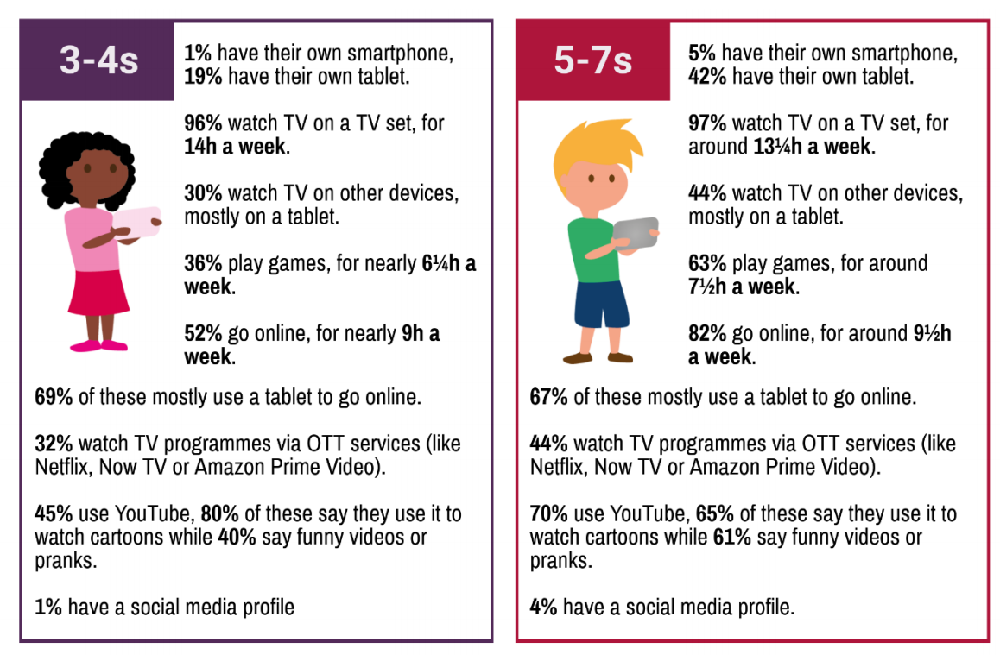 3-4s
1% have their own smartphone,
19% have their own tablet.
96% watch TV on a TV set, for
14h a week.
30% watch TV on other devices,
mostly on a tablet.
36% play games, for nearly 6¼h a
week.
52% go online, for nearly 9h a
week.
69% of these mostly use a tablet to go online.
32% watch TV programmes via OTT services (like
Netflix, Now TV or Amazon Prime Video).
45% use YouTube, 80% of these say they use it to
watch cartoons while 40% say funny videos or
pranks.
1% have a social media profile
5-7s
5% have their own smartphone,
42% have their own tablet.
97% watch TV on a TV set, for
around 13¼h a week.
44% watch TV on other devices,
mostly on a tablet.
63% play games, for around
7½h a week.
82% go online, for around 9½h
a week.
67% of these mostly use a tablet to go online.
44% watch TV programmes via OTT services (like
Netflix, Now TV or Amazon Prime Video).
70% use YouTube, 65% of these say they use it to
watch cartoons while 61% say funny videos or
pranks.
4% have a social media profile.